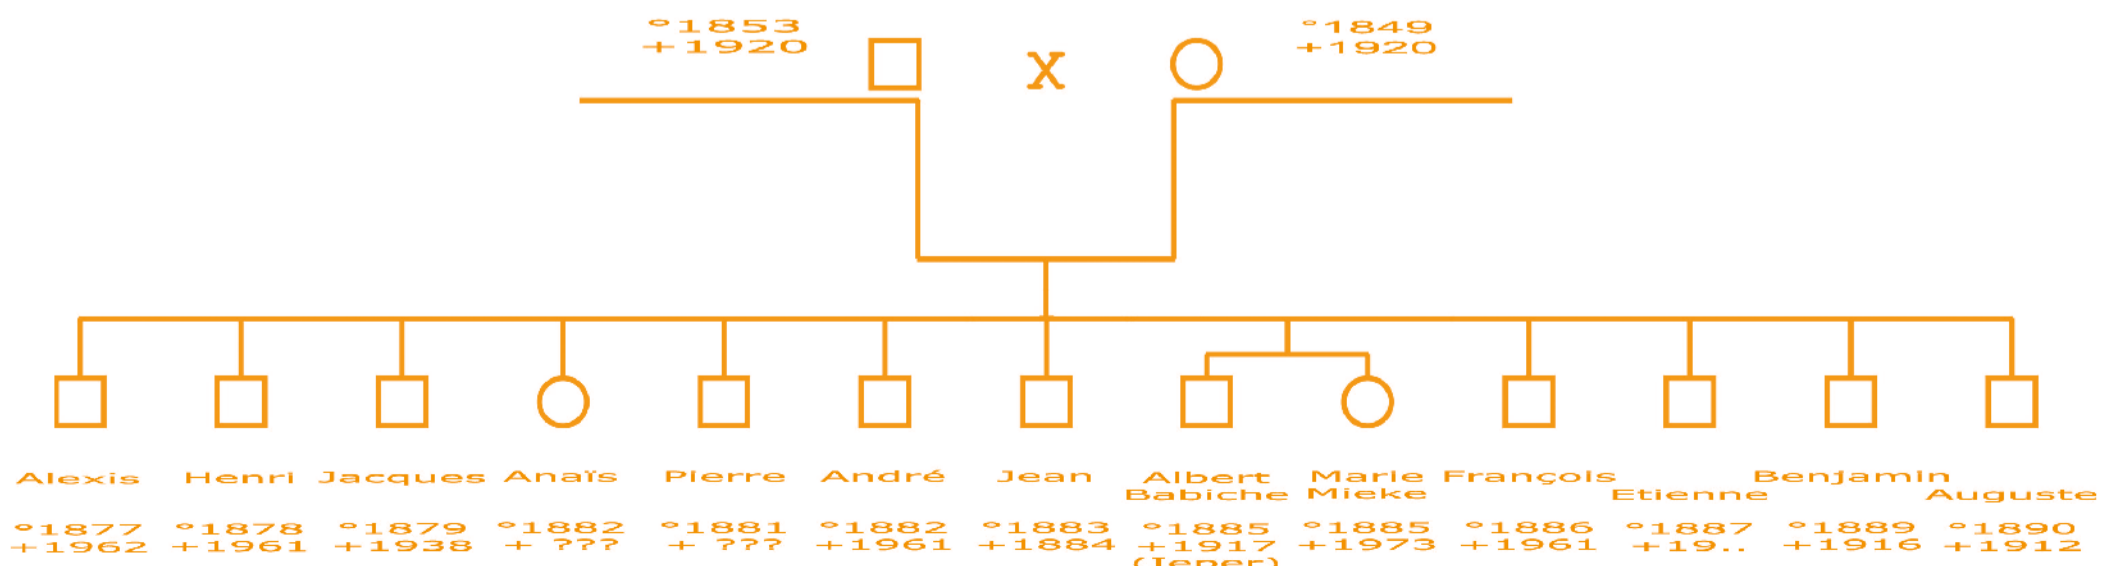 °1853
+1920
X
°1849
+1920
Alexis Henri Jacques Anaïs Pierre André Jean Albert Marie François Benjamin
Babiche Mieke Etienne Auguste
°1877 °1878 °1879 °1882 °1881 °1882 °1883 °1885 °1885 °1886 °1887 °1889 °1890
+1962 +1961 +1938 + ??? + ??? +1961 +1884 +1917 +1973 +1961 +19.. +1916 +1912
(Ieper)